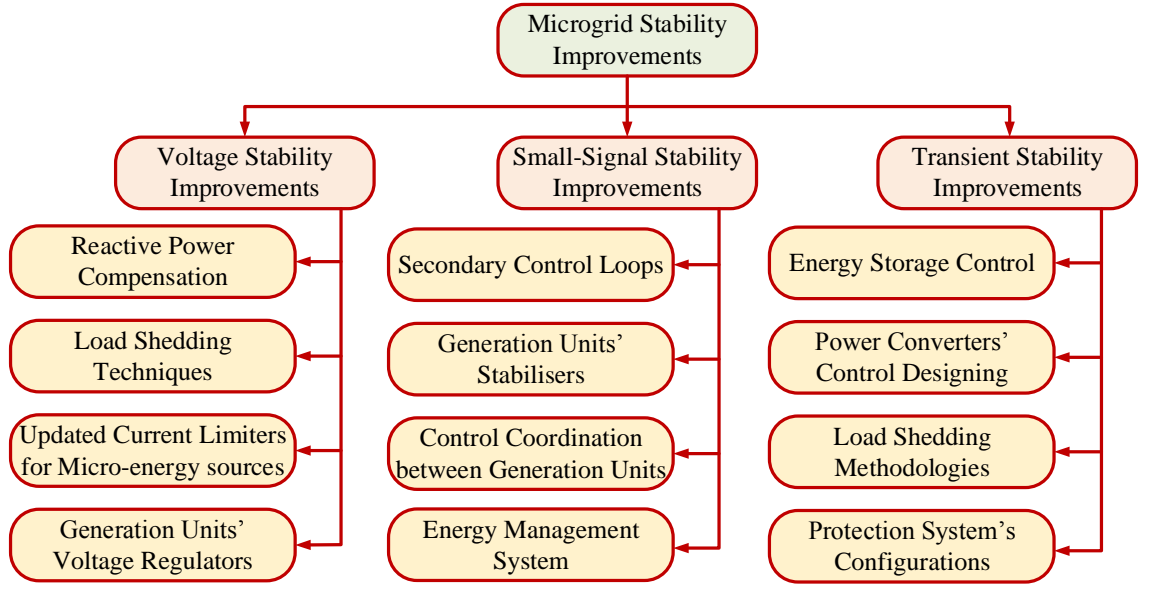 Microgrid Stability
Improvements
Voltage Stability
Improvements
Small-Signal Stability
Improvements
Transient Stability
Improvements
Reactive Power
Compensation
Load Shedding
Techniques
Updated Current Limiters
for Micro-energy sources
Generation Units’
Voltage Regulators
Secondary Control Loops
Generation Units’
Stabilisers
Control Coordination
between Generation Units
Energy Management
System
Energy Storage Control
Power Converters’
Control Designing
Load Shedding
Methodologies
Protection System’s
Configurations